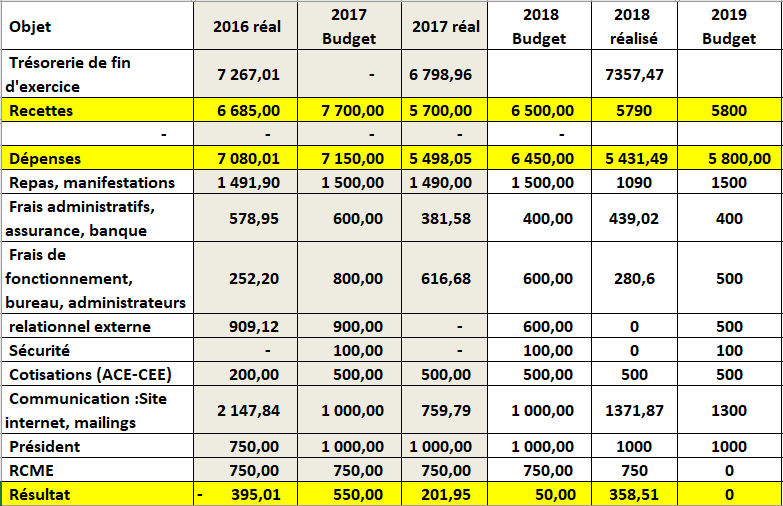 Objet 2016 réal 2017 Budget 2017 réal 2018 Budget 2018 réalisé 2019 Budget
Trésorerie de fin d'exercice 7 267,01 - 6 798,96 7357,47
Recettes 6 685,00 7 700,00 5 700,00 6 500,00 5790 5800
- - - - -
Dépenses 7 080,01 7 150,00 5 498,05 6 450,00 5 431,49 5 800,00
Repas, manifestations 1 491,90 1 500,00 1 490,00 1 500,00 1090 1500
Frais administratifs, assurance, banque 578,95 600,00 381,58 400,00 439,02 400
Frais de fonctionnement, bureau, administrateurs 252,20 800,00 616,68 600,00 280,6 500
relationnel externe 909,12 900,00 - 600,00 0 500
Sécurité - 100,00 - 100,00 0 100
Cotisations (ACE-CEE) 200,00 500,00 500,00 500,00 500 500
Communication :Site internet, mailings 2 147,84 1 000,00 759,79 1 000,00 1371,87 1300
Président 750,00 1 000,00 1 000,00 1 000,00 1000 1000
RCME 750,00 750,00 750,00 750,00 750 0
Résultat - 395,01 550,00 201,95 50,00 358,51 0